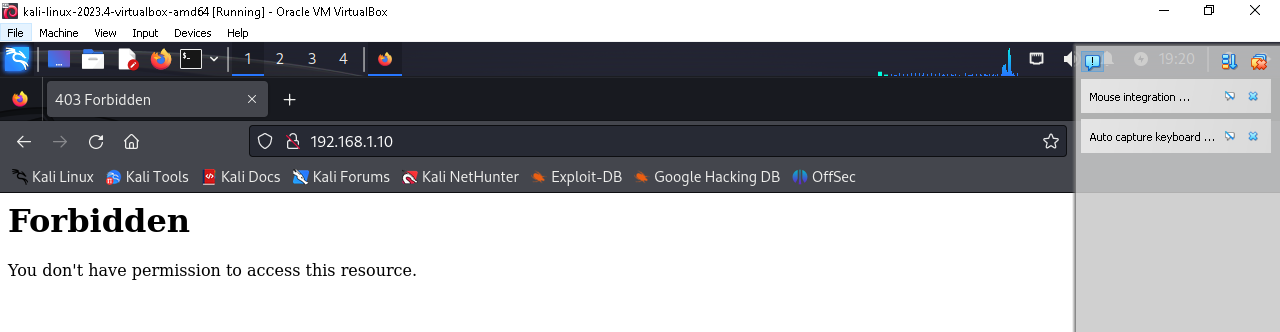 kali-linux-2023.4-virtualbox-amd64 [Running] - Oracle VM VirtualBox
File Machine View Input Devices Help
1 2 3 4 19:20
403 Forbidden
Mouse integration ...
192.168.1.10
Auto capture keyboard ...
Kali Linux Kali Tools Kali Docs Kali Forums Kali NetHunter Exploit-DB Google Hacking DB OffSec
Forbidden
You don't have permission to access this resource.